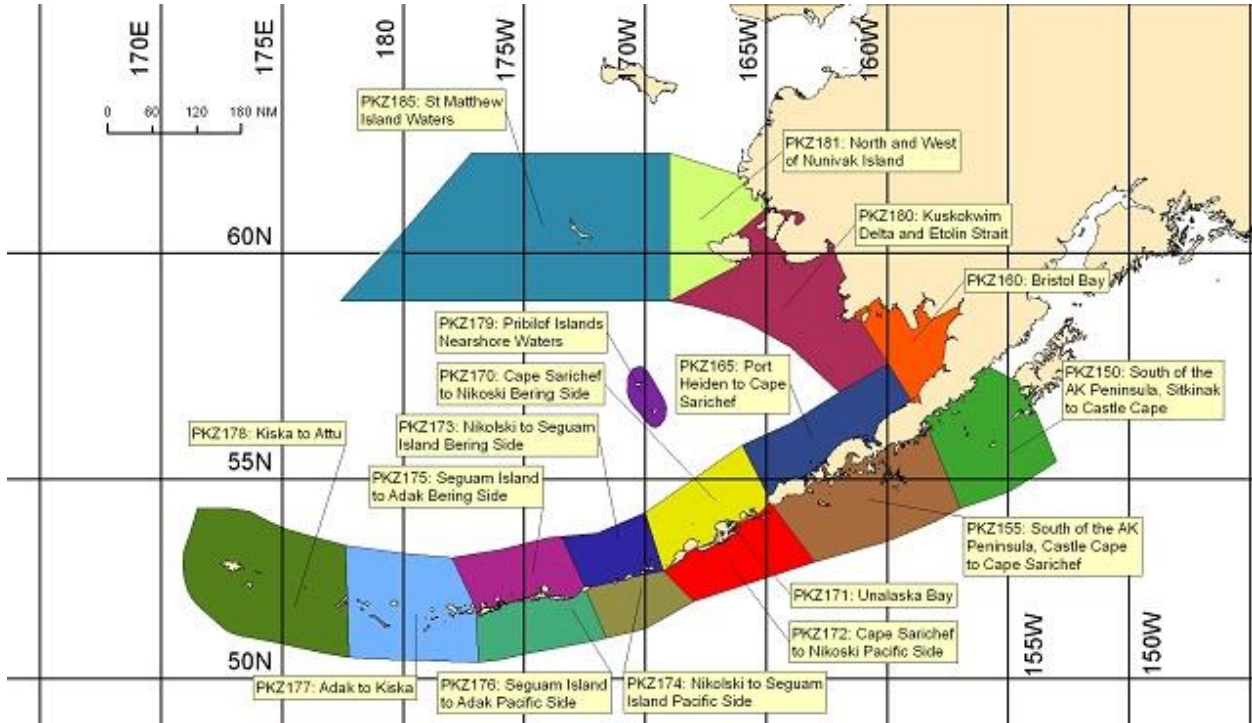 170E
175E
180
175W
170W
165W
160W
0 60 120 180 NM
PKZ185: St Matthew
Island Waters
PKZ181: North and West
of Nunivak Island
PKZ180: Kuskokwim
Delta and Etolin Strait
60N
PKZ160: Bristol Bay
PKZ179: Pribilof Islands
Nearshore Waters
PKZ165: Port
Heiden to Cape
Sarichef
PKZ150: South of the
AK Peninsula, Sitkinak
to Castle Cape
PKZ170: Cape Sarichef
to Nikoski Bering Side
PKZ173: Nikolski to Seguam
Island Bering Side
PKZ178: Kiska to Attu
55N
PKZ175: Seguam Island
to Adak Bering Side
PKZ155: South of the AK
Peninsula, Castle Cape
to Cape Sarichef
PKZ171: Unalaska Bay
PKZ172: Cape Sarichef
to Nikoski Pacific Side
155W
150W
50N
PKZ177: Adak to Kiska
PKZ176: Seguam Island
to Adak Pacific Side
PKZ174: Nikolski to Seguam
Island Pacific Side